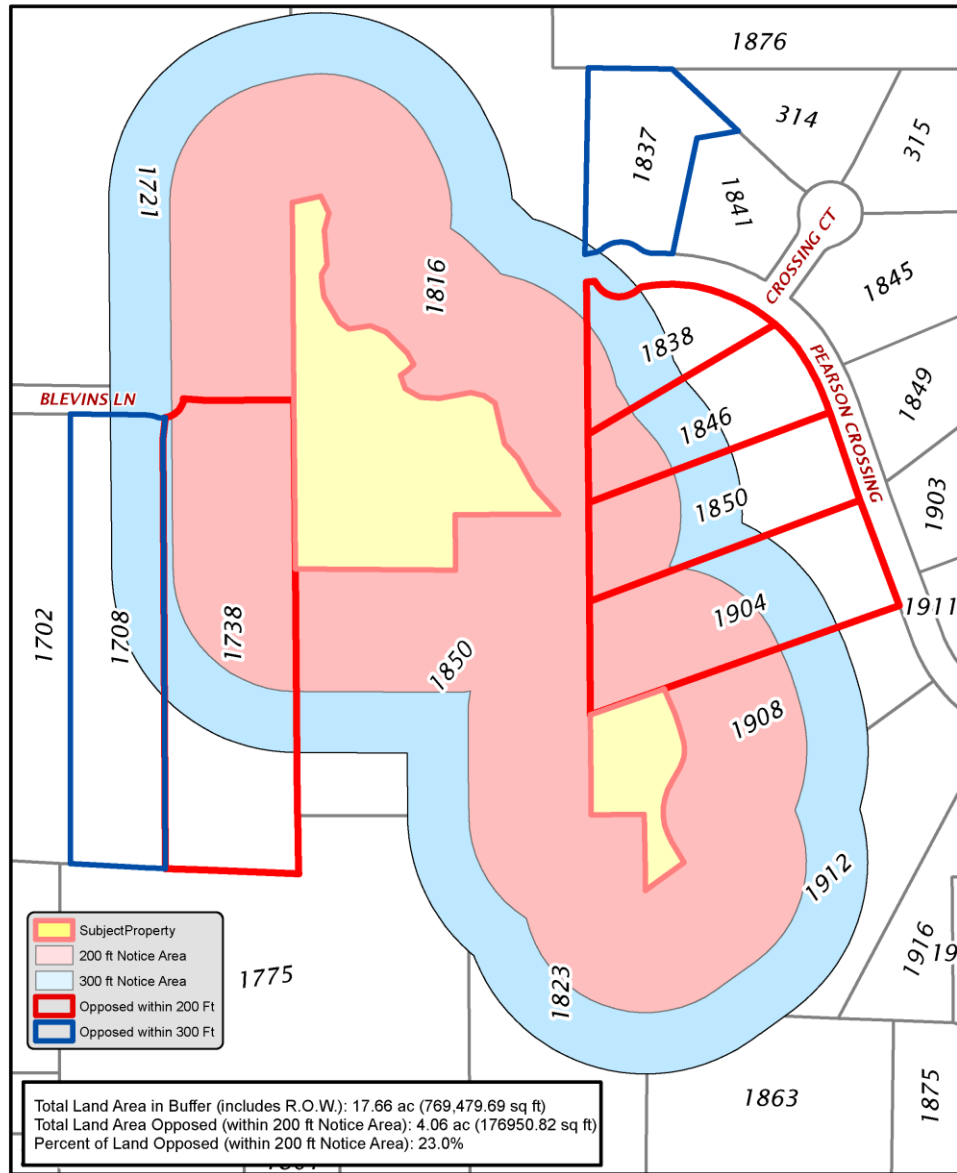 1876
314
315
1837
1841
1721
CROSSING CT
1816
1845
1838
PEARSON CROSSING
1849
BLEVINS LN
1846
1850
1903
1702
1708
1738
1904
1911
1850
1908
1912
1916
19
1775
1823
1863
1875
SubjectProperty
200 ft Notice Area
300 ft Notice Area
Opposed within 200 Ft
Opposed within 300 Ft
Total Land Area in Buffer (includes R.O.W.): 17.66 ac (769,479.69 sq ft)
Total Land Area Opposed (within 200 ft Notice Area): 4.06 ac (176950.82 sq ft)
Percent of Land Opposed (within 200 ft Notice Area): 23.0%